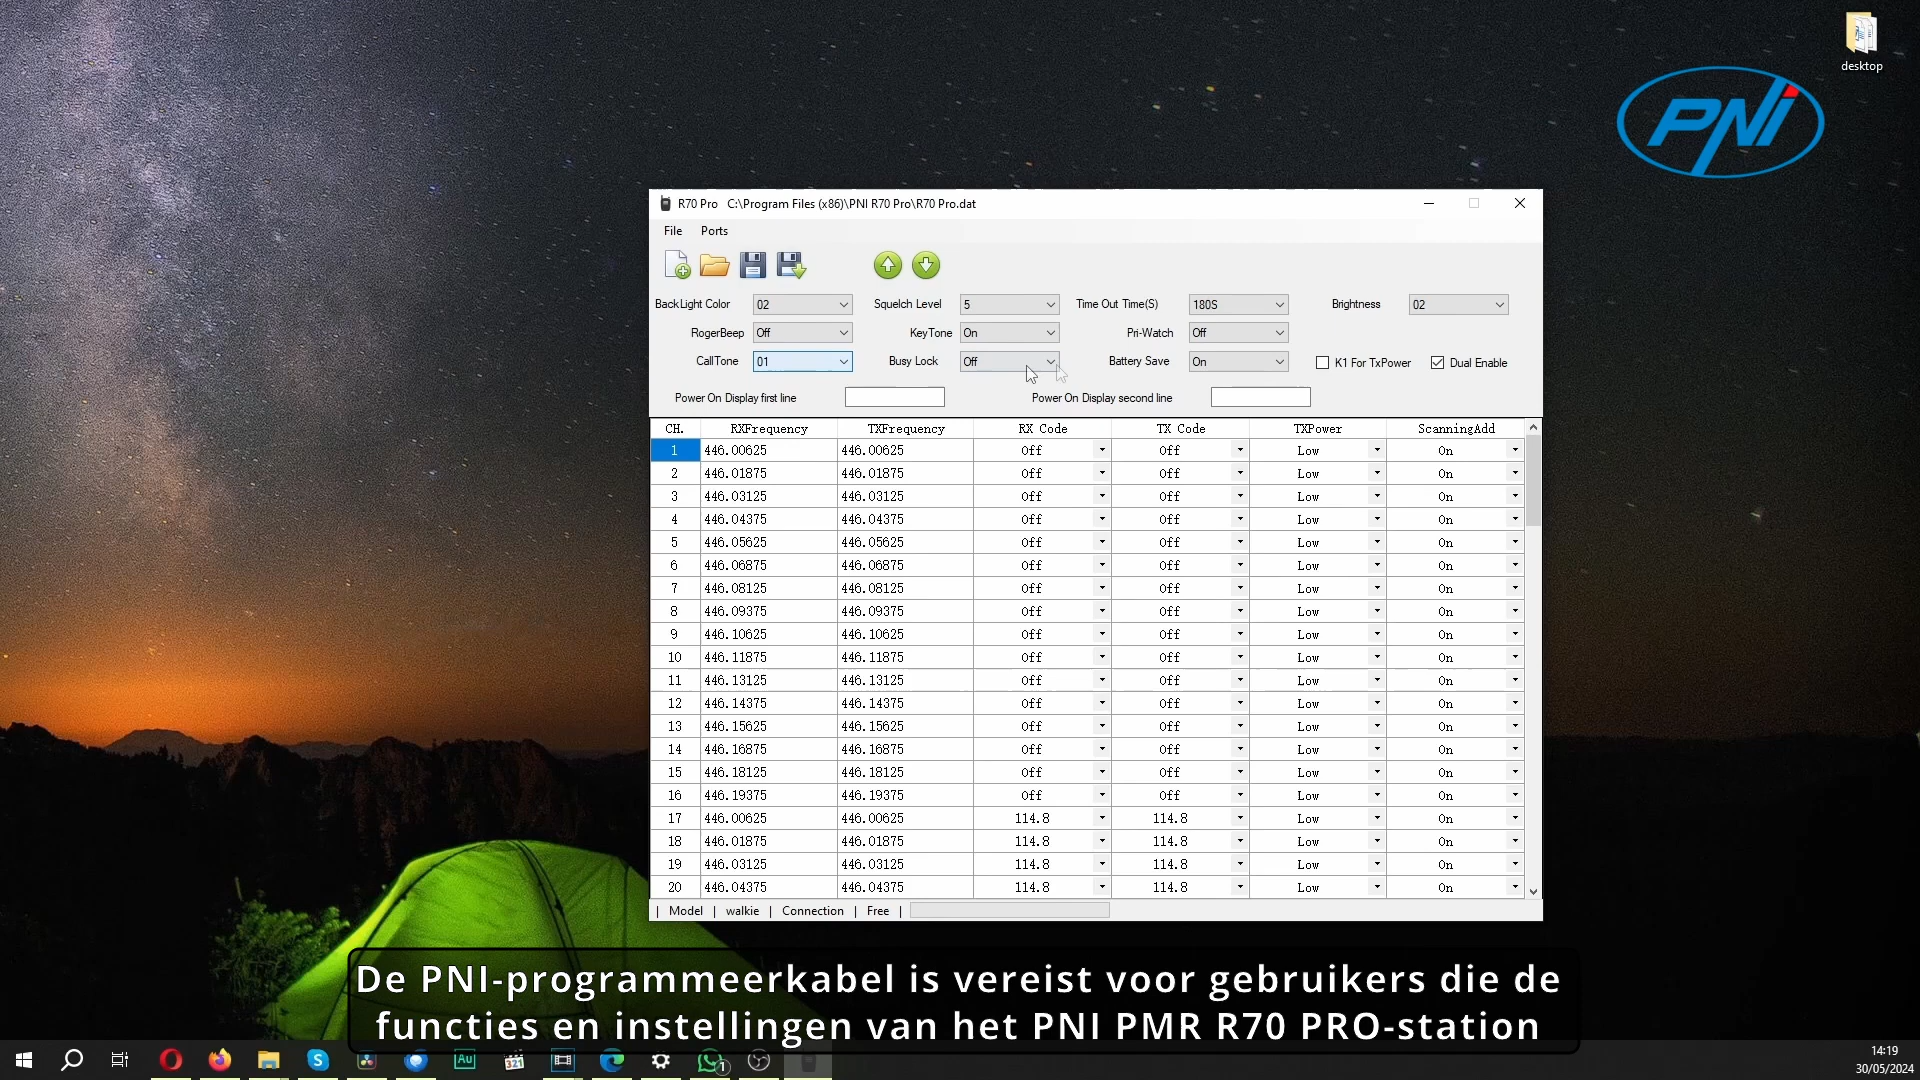 desktop
PNI
R70 Pro C:\Program Files (x86)\PNI R70 Pro\R70 Pro.dat
File Ports
BackLight Color 02 Squelch Level 5 Time Out Time(S) 180S Brightness 02
RogerBeep Off KeyTone On Pri-Watch Off
CallTone 01 Busy Lock Off Battery Save On K1 For TxPower Dual Enable
Power On Display first line Power On Display second line
CH. RXFrequency TXFrequency RX Code TX Code TXPower ScanningAdd
1 446.00625 446.00625 Off Off Low On
2 446.01875 446.01875 Off Off Low On
3 446.03125 446.03125 Off Off Low On
4 446.04375 446.04375 Off Off Low On
5 446.05625 446.05625 Off Off Low On
6 446.06875 446.06875 Off Off Low On
7 446.08125 446.08125 Off Off Low On
8 446.09375 446.09375 Off Off Low On
9 446.10625 446.10625 Off Off Low On
10 446.11875 446.11875 Off Off Low On
11 446.13125 446.13125 Off Off Low On
12 446.14375 446.14375 Off Off Low On
13 446.15625 446.15625 Off Off Low On
14 446.16875 446.16875 Off Off Low On
15 446.18125 446.18125 Off Off Low On
16 446.19375 446.19375 Off Off Low On
17 446.00625 446.00625 114.8 114.8 Low On
18 446.01875 446.01875 114.8 114.8 Low On
19 446.03125 446.03125 114.8 114.8 Low On
20 446.04375 446.04375 114.8 114.8 Low On
| Model | walkie | Connection | Free |
De PNI-programmeerkabel is vereist voor gebruikers die de
functies en instellingen van het PNI PMR R70 PRO-station
S Au 321 1
14:19
30/05/2024